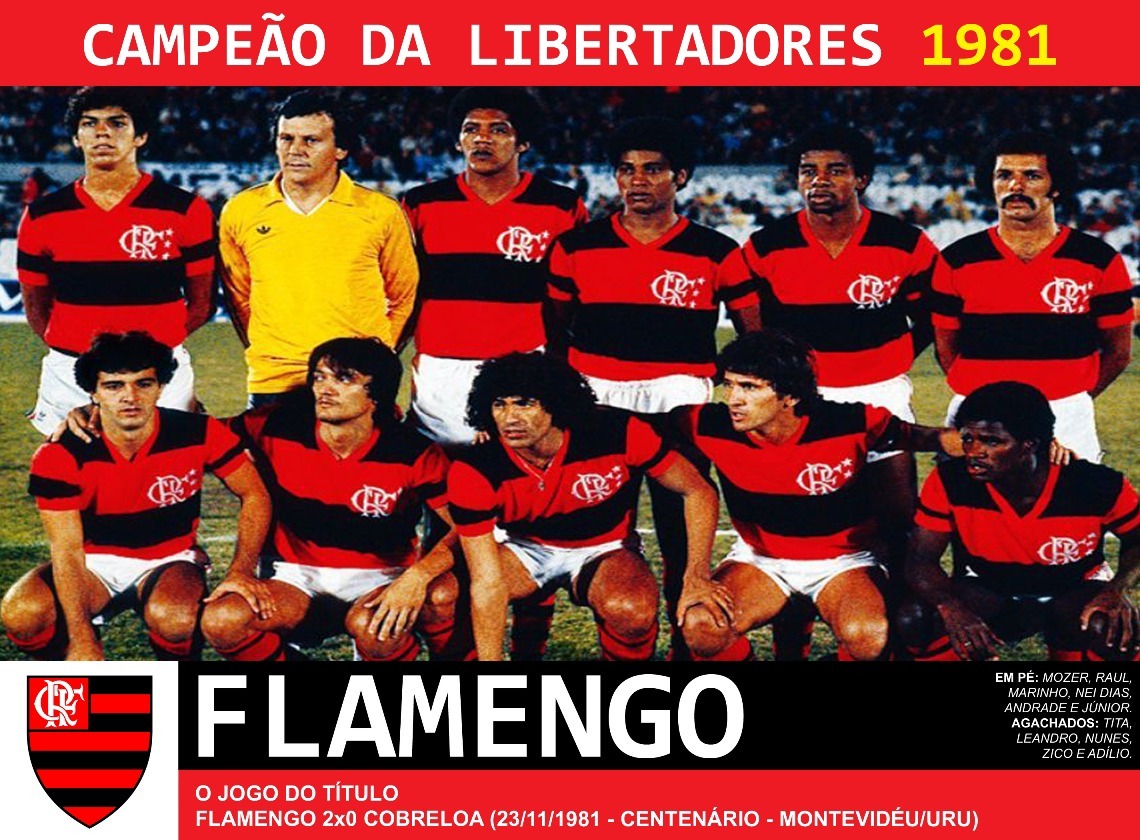 CAMPEÃO DA LIBERTADORES 1981
FLAMENGO
EM PÉ: MOZER, RAUL,
MARINHO, NEI DIAS,
ANDRADE E JÚNIOR.
AGACHADOS: TITA,
LEANDRO, NUNES,
ZICO E ADÍLIO.
O JOGO DO TÍTULO
FLAMENGO 2x0 COBRELOA (23/11/1981 - CENTENÁRIO - MONTEVIDÉU/URU)